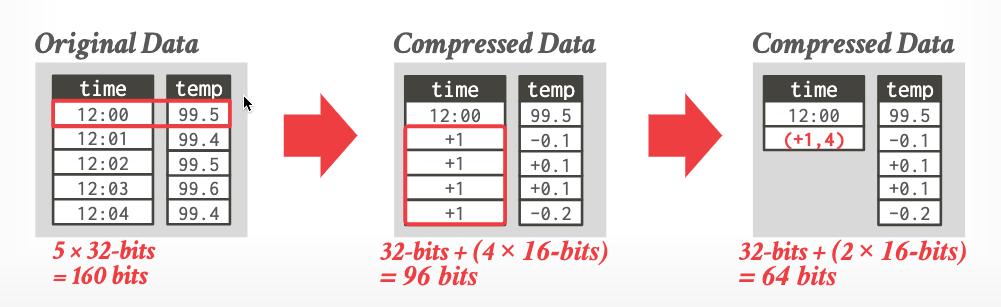 Original Data
time temp
12:00 99.5
12:01 99.4
12:02 99.5
12:03 99.6
12:04 99.4
5 × 32-bits
= 160 bits
Compressed Data
time temp
12:00 99.5
+1 -0.1
+1 +0.1
+1 +0.1
+1 -0.2
32-bits + (4 × 16-bits)
= 96 bits
Compressed Data
time temp
12:00 99.5
(+1,4) -0.1
+0.1
+0.1
-0.2
32-bits + (2 × 16-bits)
= 64 bits